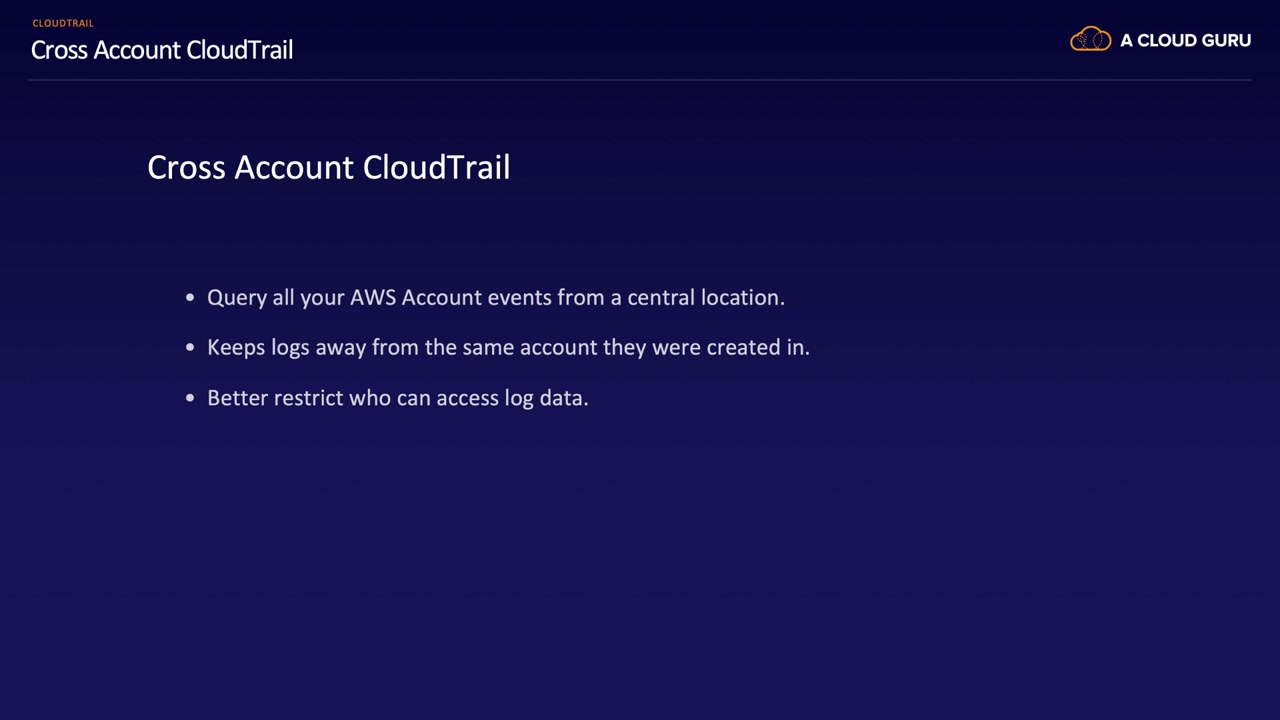 CLOUDTRAIL
Cross Account CloudTrail
A CLOUD GURU
Cross Account CloudTrail
• Query all your AWS Account events from a central location.
• Keeps logs away from the same account they were created in.
• Better restrict who can access log data.